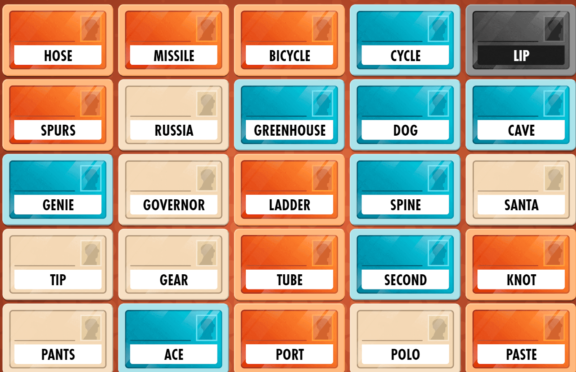 HOSE MISSILE BICYCLE CYCLE LIP
SPURS RUSSIA GREENHOUSE DOG CAVE
GENIE GOVERNOR LADDER SPINE SANTA
TIP GEAR TUBE SECOND KNOT
PANTS ACE PORT POLO PASTE